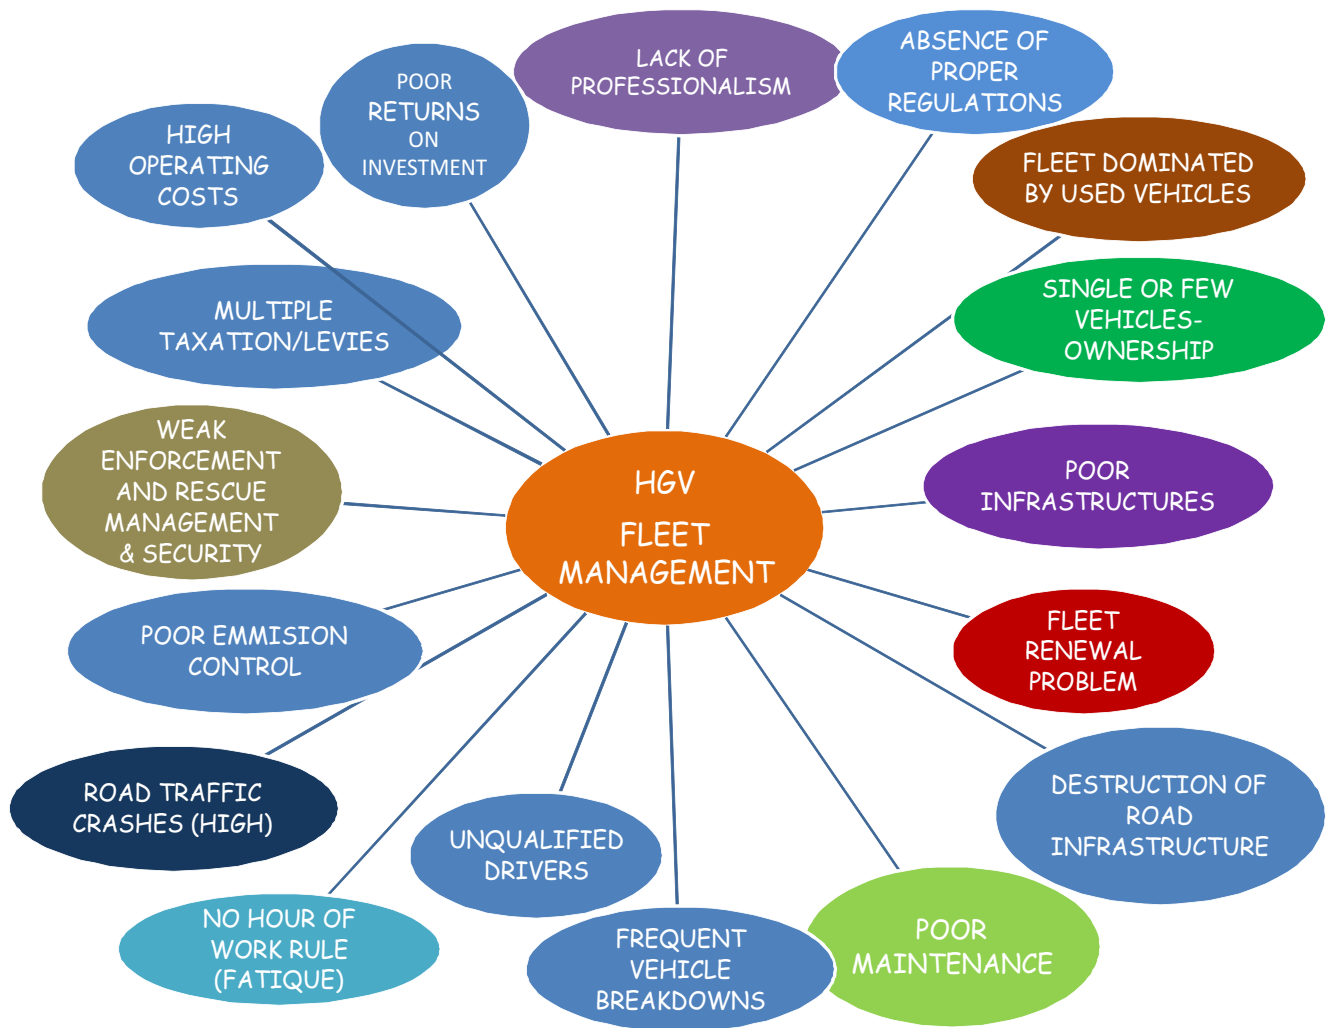 LACK OF
PROFESSIONALISM
ABSENCE OF
PROPER
REGULATIONS
POOR
RETURNS
ON
INVESTMENT
HIGH
OPERATING
COSTS
FLEET DOMINATED
BY USED VEHICLES
MULTIPLE
TAXATION/LEVIES
SINGLE OR FEW
VEHICLES-
OWNERSHIP
WEAK
ENFORCEMENT
AND RESCUE
MANAGEMENT
& SECURITY
HGV
FLEET
MANAGEMENT
POOR
INFRASTRUCTURES
POOR EMMISION
CONTROL
FLEET
RENEWAL
PROBLEM
ROAD TRAFFIC
CRASHES (HIGH)
UNQUALIFIED
DRIVERS
DESTRUCTION OF
ROAD
INFRASTRUCTURE
NO HOUR OF
WORK RULE
(FATIQUE)
FREQUENT
VEHICLE
BREAKDOWNS
POOR
MAINTENANCE